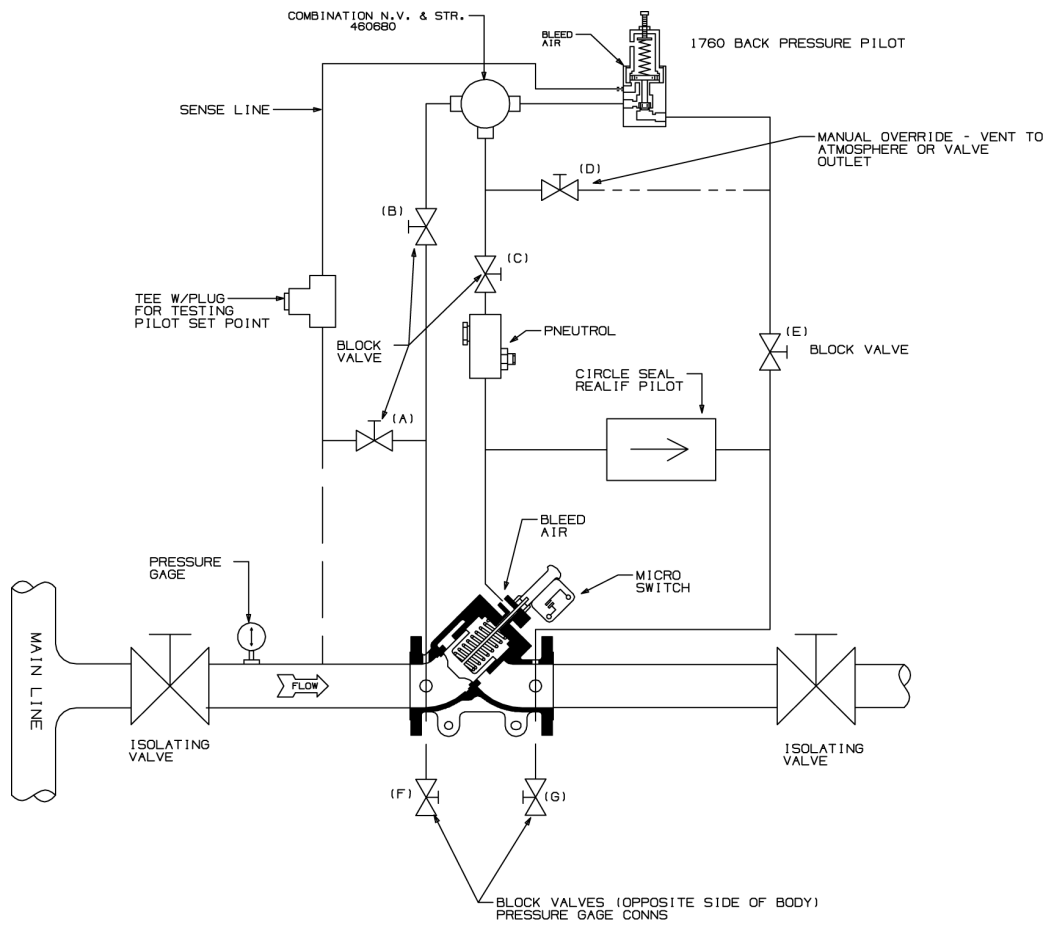 COMBINATION N.V. & STR.
460680
BLEED
AIR
1760 BACK PRESSURE PILOT
SENSE LINE
MANUAL OVERRIDE - VENT TO
ATMOSPHERE OR VALVE
OUTLET
(D)
(B)
(C)
TEE W/PLUG
FOR TESTING
PILOT SET POINT
PNEUTROL
BLOCK
VALVE
(E)
BLOCK VALVE
CIRCLE SEAL
REALIF PILOT
(A)
BLEED
AIR
PRESSURE
GAGE
MICRO
SWITCH
MAIN LINE
FLOW
ISOLATING
VALVE
ISOLATING
VALVE
(F)
(G)
BLOCK VALVES (OPPOSITE SIDE OF BODY)
PRESSURE GAGE CONNS